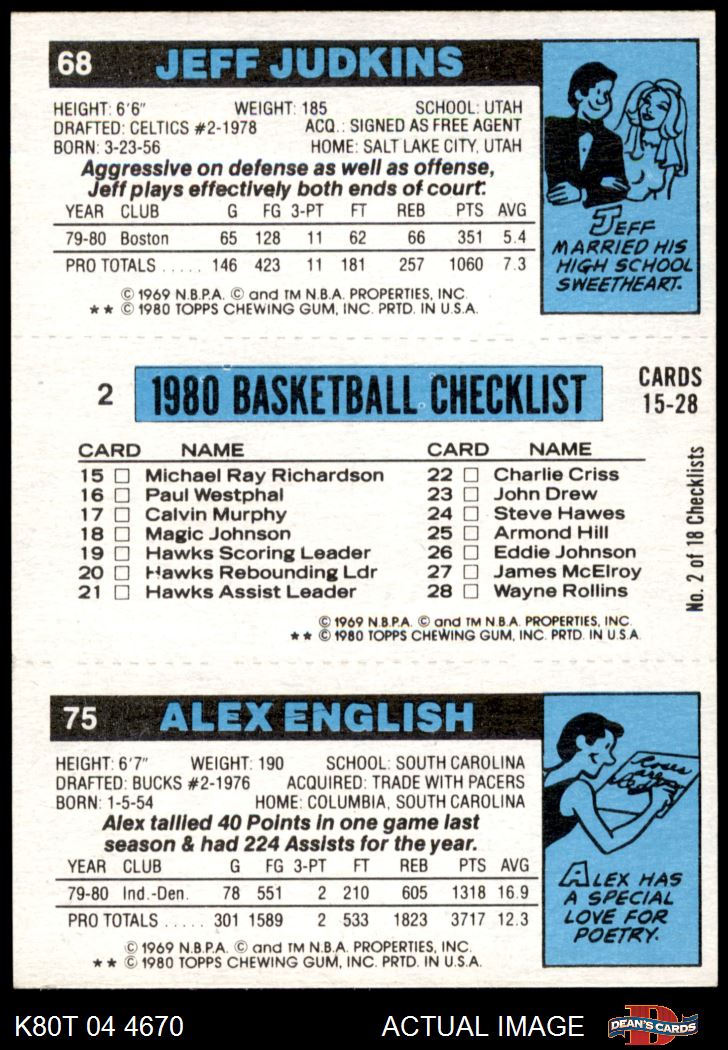 68 JEFF JUDKINS
HEIGHT: 6'6" WEIGHT: 185 SCHOOL: UTAH
DRAFTED: CELTICS #2-1978 ACQ.: SIGNED AS FREE AGENT
BORN: 3-23-56 HOME: SALT LAKE CITY, UTAH
Aggressive on defense as well as offense,
Jeff plays effectively both ends of court.
YEAR CLUB G FG 3-PT FT REB PTS AVG
79-80 Boston 65 128 11 62 66 351 5.4
PRO TOTALS ..... 146 423 11 181 257 1060 7.3
© 1969 N.B.P.A. © and TM N.B.A. PROPERTIES, INC.
** © 1980 TOPPS CHEWING GUM, INC. PRTD. IN U.S.A.
JEFF
MARRIED HIS
HIGH SCHOOL
SWEETHEART.
2 1980 BASKETBALL CHECKLIST
CARDS
15-28
CARD NAME
15 Michael Ray Richardson
16 Paul Westphal
17 Calvin Murphy
18 Magic Johnson
19 Hawks Scoring Leader
20 Hawks Rebounding Ldr
21 Hawks Assist Leader
CARD NAME
22 Charlie Criss
23 John Drew
24 Steve Hawes
25 Armond Hill
26 Eddie Johnson
27 James McElroy
28 Wayne Rollins
No. 2 of 18 Checklists
© 1969 N.B.P.A. © and TM N.B.A. PROPERTIES, INC.
** © 1980 TOPPS CHEWING GUM, INC. PRTD. IN U.S.A.
75 ALEX ENGLISH
HEIGHT: 6'7" WEIGHT: 190 SCHOOL: SOUTH CAROLINA
DRAFTED: BUCKS #2-1976 ACQUIRED: TRADE WITH PACERS
BORN: 1-5-54 HOME: COLUMBIA, SOUTH CAROLINA
Alex tallied 40 Points in one game last
season & had 224 Assists for the year.
YEAR CLUB G FG 3-PT FT REB PTS AVG
79-80 Ind.-Den. 78 551 2 210 605 1318 16.9
PRO TOTALS ..... 301 1589 2 533 1823 3717 12.3
© 1969 N.B.P.A. © and TM N.B.A. PROPERTIES, INC.
** © 1980 TOPPS CHEWING GUM, INC. PRTD. IN U.S.A.
Roses
are
Red
ALEX HAS
A SPECIAL
LOVE FOR
POETRY.
K80T 04 4670 ACTUAL IMAGE
D
DEAN'S CARDS